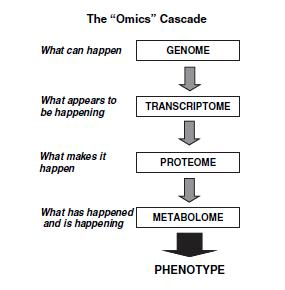 The “Omics” Cascade
What can happen
GENOME
What appears to
be happening
TRANSCRIPTOME
What makes it
happen
PROTEOME
What has happened
and is happening
METABOLOME
PHENOTYPE